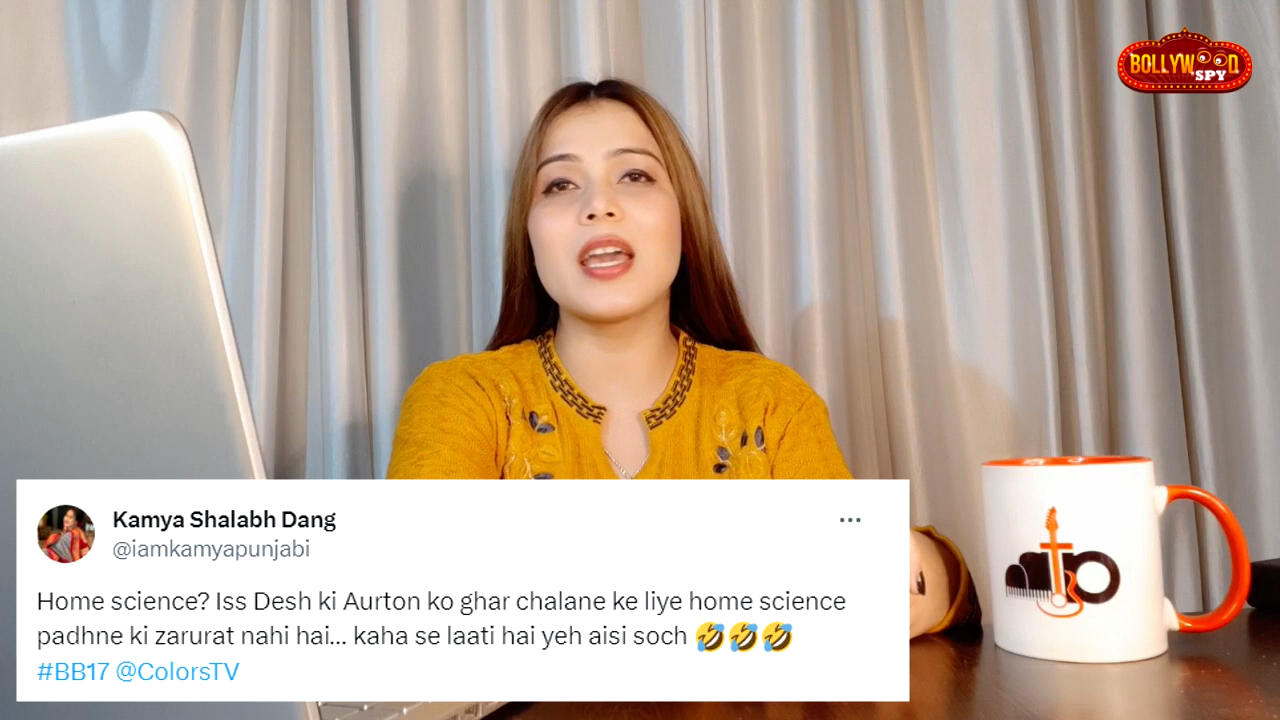 BOLLYWOOD
SPY
Kamya Shalabh Dang
@iamkamyapunjabi
Home science? Iss Desh ki Aurton ko ghar chalane ke liye home science
padhne ki zarurat nahi hai... kaha se laati hai yeh aisi soch 🤣🤣🤣
#BB17 @ColorsTV